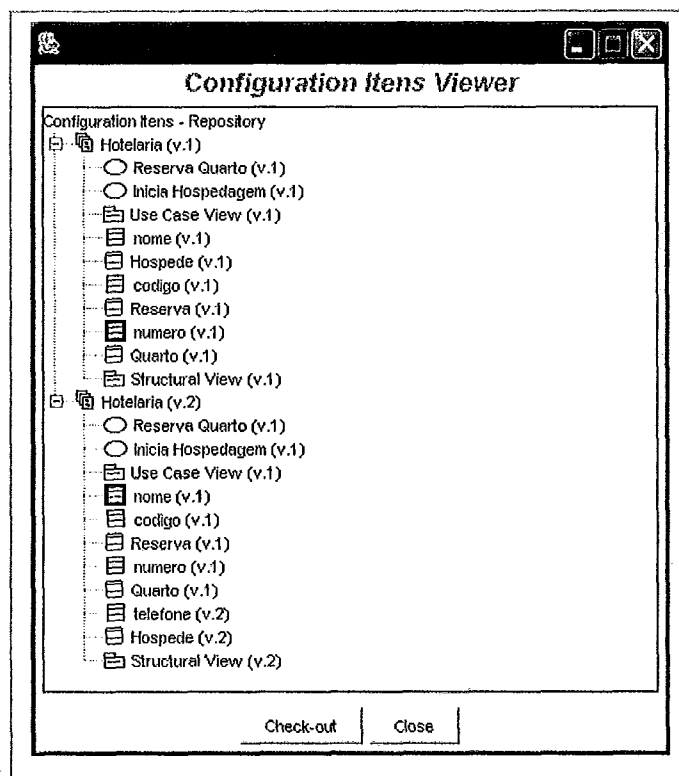 Configuration Itens Viewer
Configuration Itens - Repository
Hotelaria (v.1)
Reserva Quarto (v.1)
Inicia Hospedagem (v.1)
Use Case View (v.1)
nome (v.1)
Hospede (v.1)
codigo (v.1)
Reserva (v.1)
numero (v.1)
Quarto (v.1)
Structural View (v.1)
Hotelaria (v.2)
Reserva Quarto (v.1)
Inicia Hospedagem (v.1)
Use Case View (v.1)
nome (v.1)
codigo (v.1)
Reserva (v.1)
numero (v.1)
Quarto (v.1)
telefone (v.2)
Hospede (v.2)
Structural View (v.2)
Check-out Close